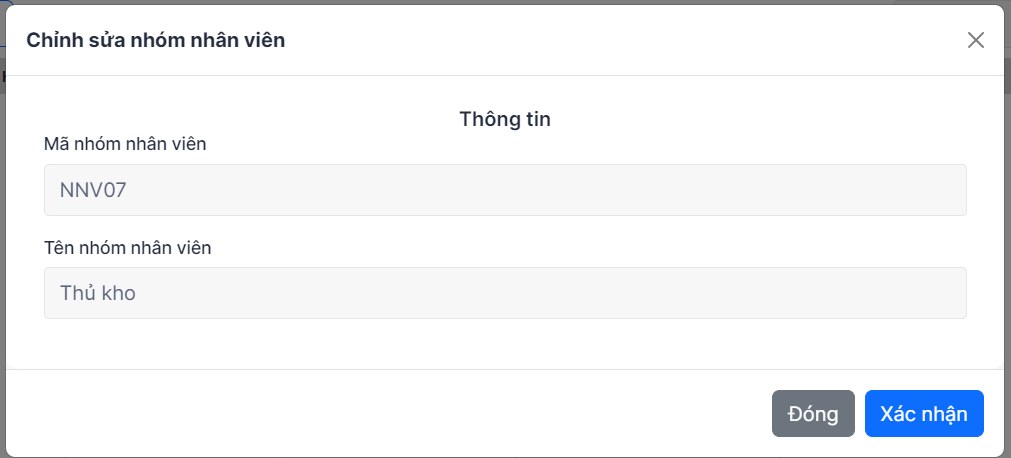 Chỉnh sửa nhóm nhân viên
Thông tin
Mã nhóm nhân viên
NNV07
Tên nhóm nhân viên
Thủ kho
Đóng
Xác nhận